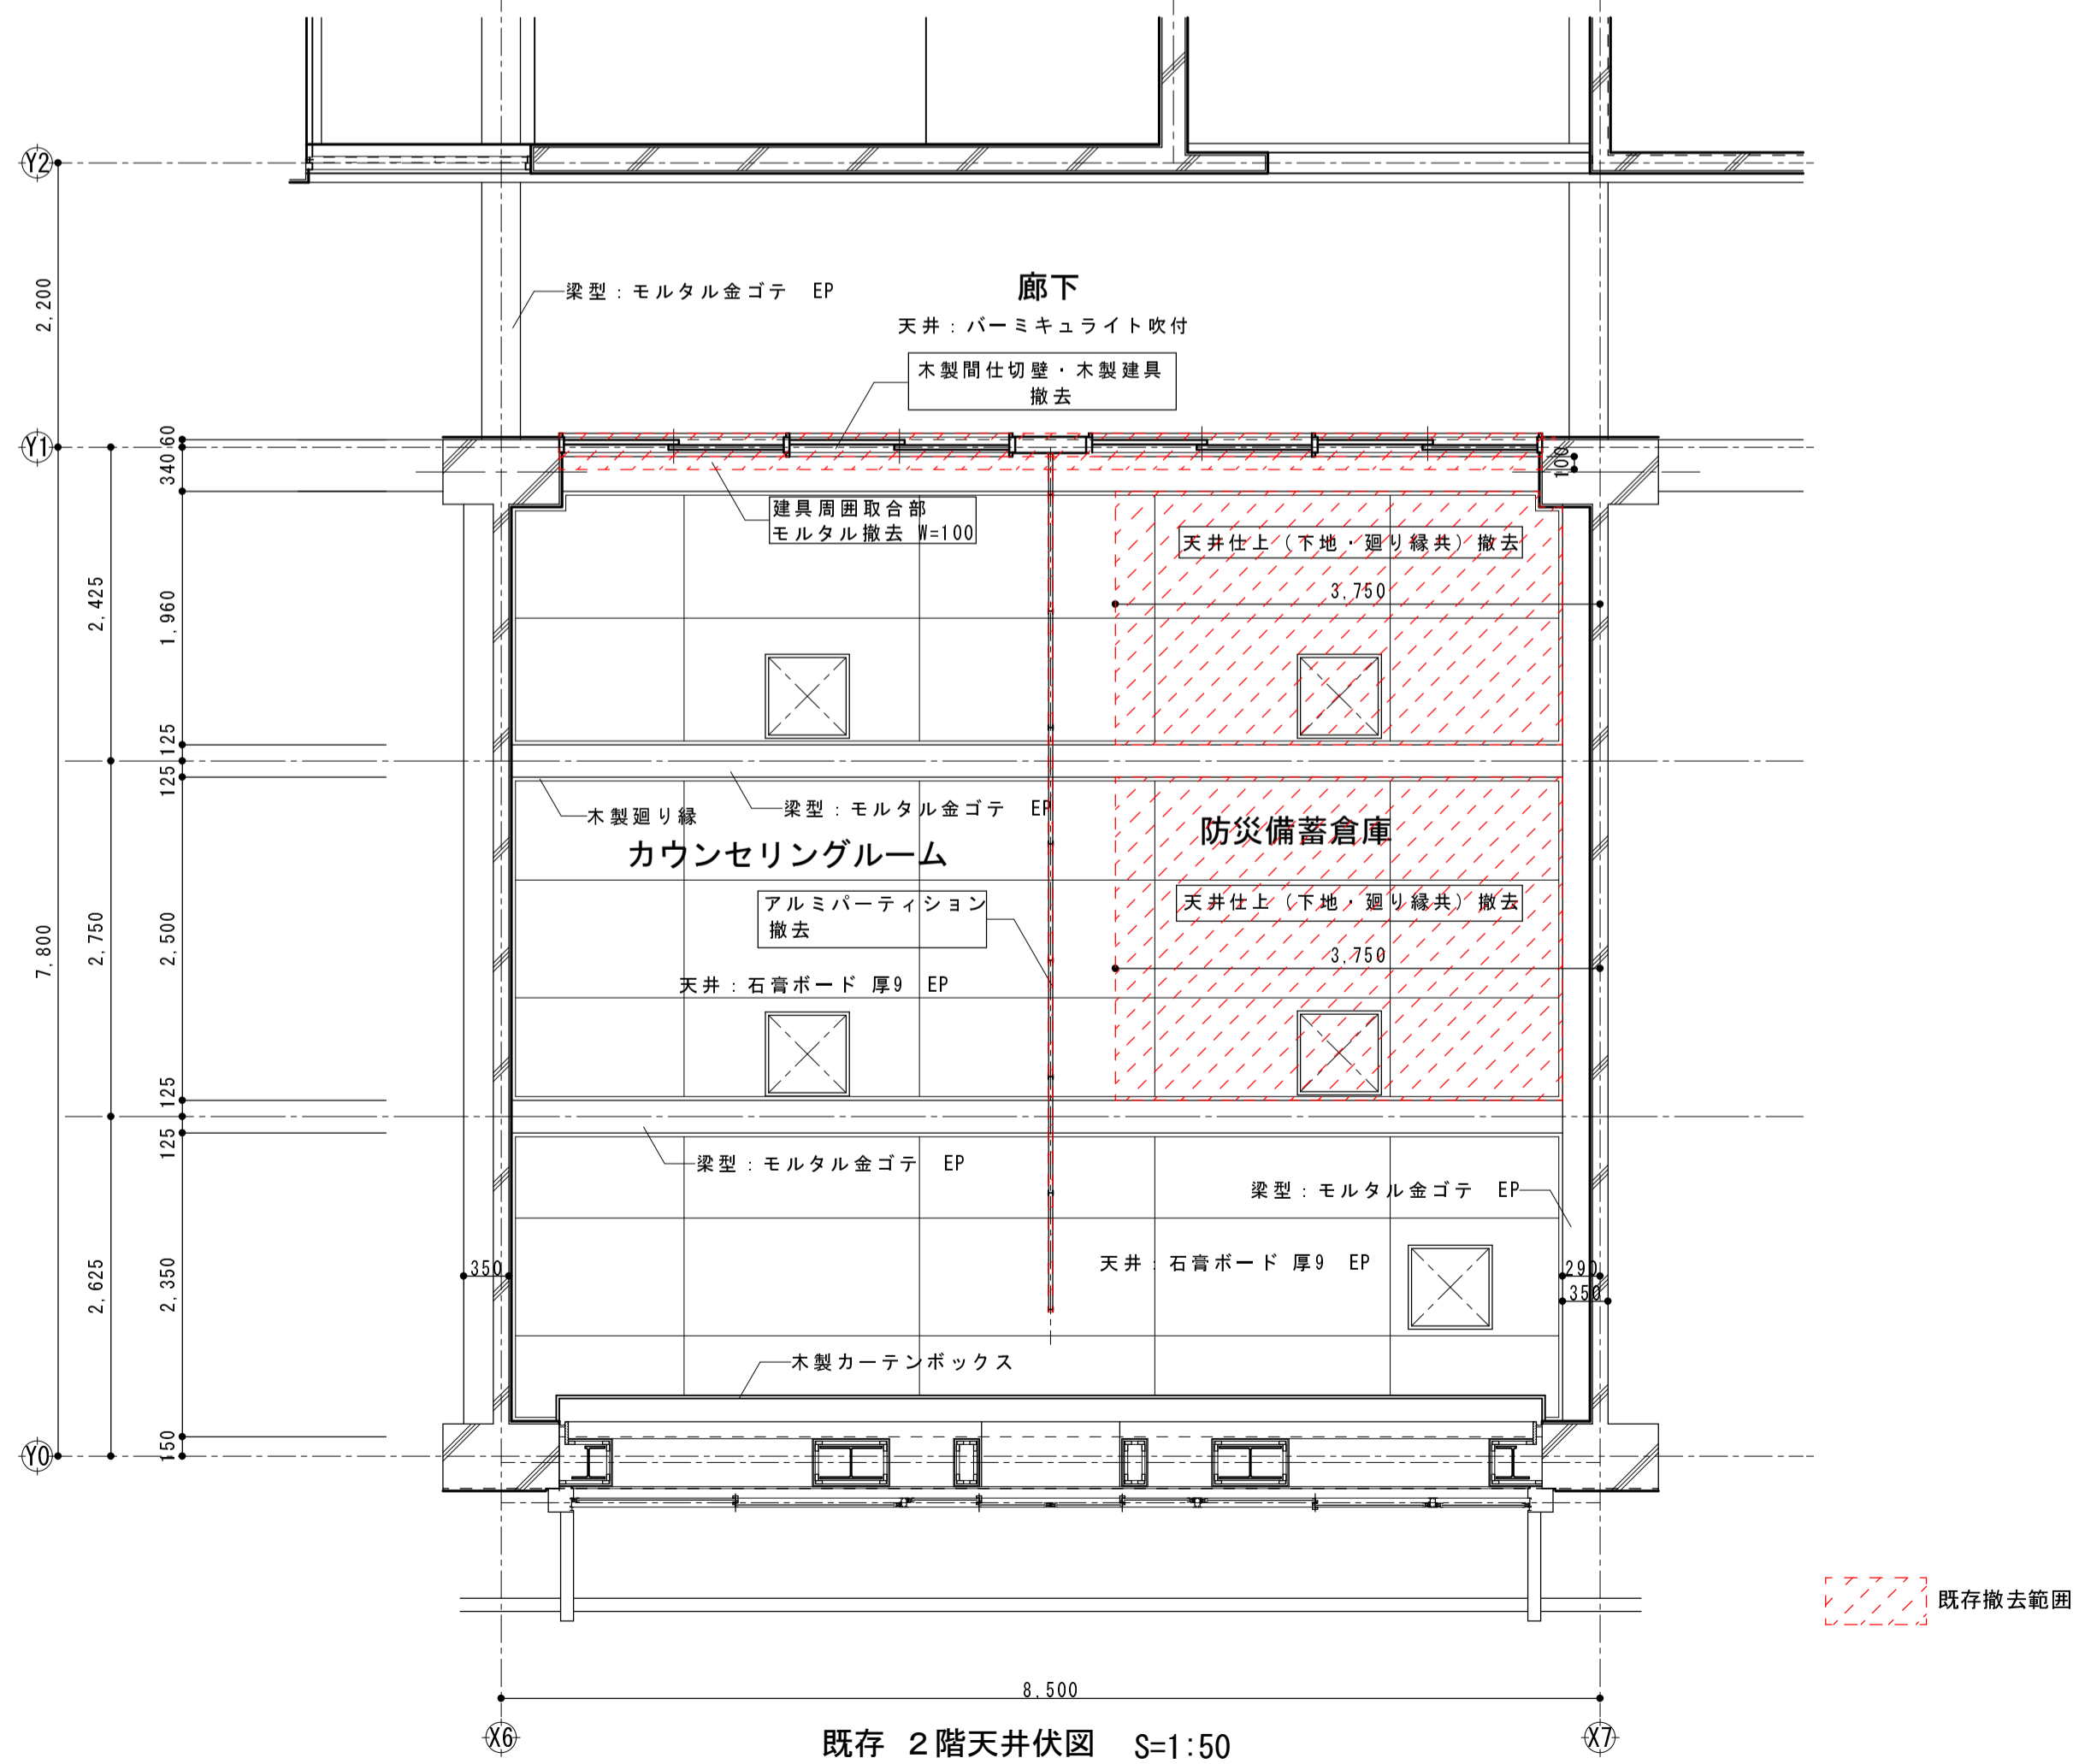 Y2
2,200
梁型：モルタル金ゴテ　EP
廊下
天井：バーミキュライト吹付
木製間仕切壁・木製建具
撤去
Y1
60
340
100
建具周囲取合部
モルタル撤去 W=100
天井仕上（下地・廻り縁共）撤去
3,750
2,425
1,960
125
125
木製廻り縁
梁型：モルタル金ゴテ　EP
カウンセリングルーム
防災備蓄倉庫
アルミパーティション
撤去
天井仕上（下地・廻り縁共）撤去
3,750
7,800
2,750
2,500
天井：石膏ボード 厚9　EP
125
125
梁型：モルタル金ゴテ　EP
梁型：モルタル金ゴテ　EP
天井：石膏ボード 厚9　EP
350
290
350
2,625
2,350
木製カーテンボックス
150
Y0
既存撤去範囲
8,500
X6
X7
既存 ２階天井伏図　S=1:50